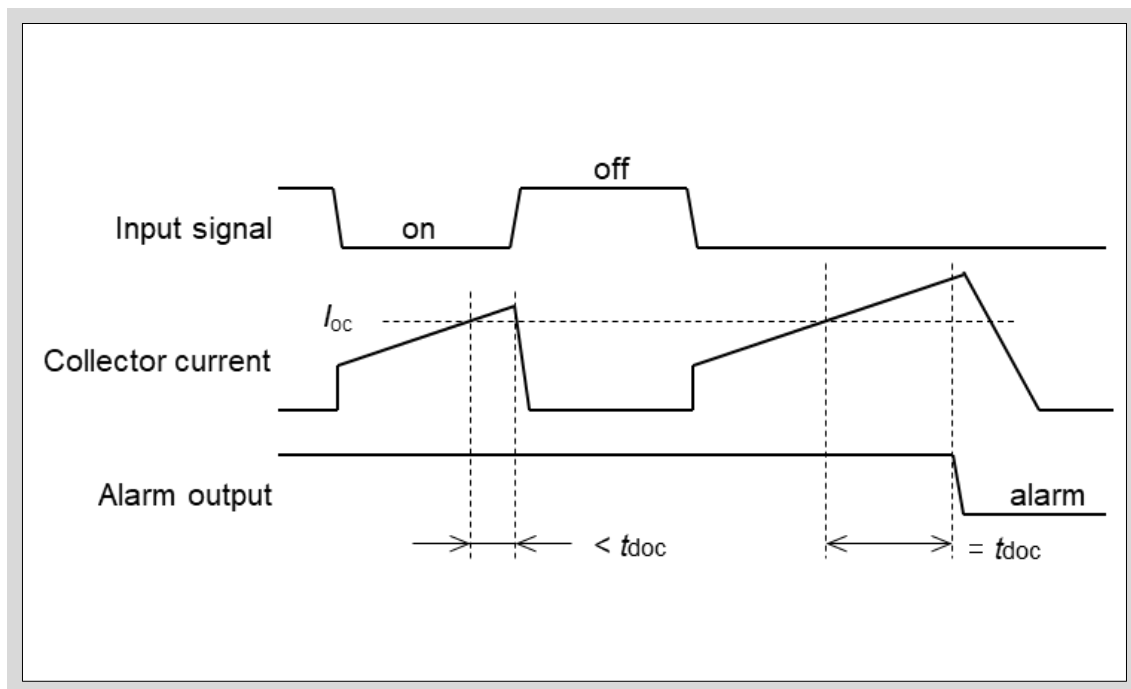 off
Input signal
on
Ioc
Collector current
Alarm output
alarm
< tdoc
= tdoc